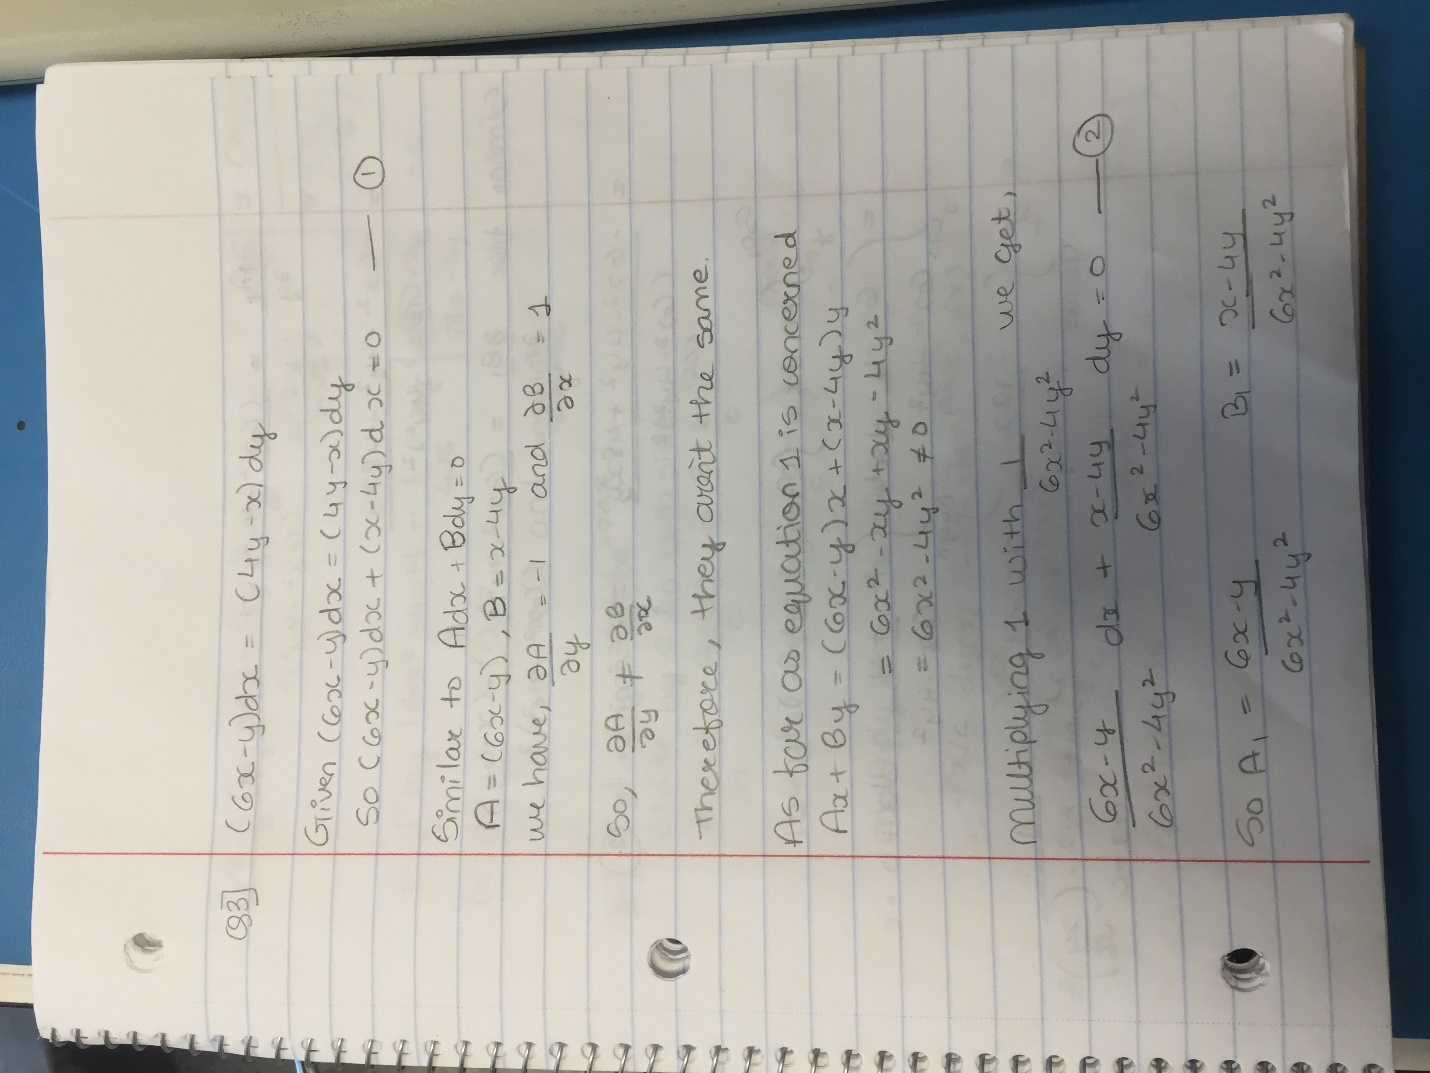 Q3] (6x-y)dx = (4y-x)dy
Given (6x-y)dx = (4y-x)dy
So (6x-y)dx + (x-4y)dx = 0 — ①
Similar to Adx + Bdy = 0
A = (6x-y), B = x-4y
we have, ∂A/∂y = -1 and ∂B/∂x = 1
So, ∂A/∂y ≠ ∂B/∂x
Therefore, they aren't the same.
As far as equation 1 is concerned
Ax + By = (6x-y)x + (x-4y)y
= 6x² - xy + xy - 4y²
= 6x² - 4y² ≠ 0
Multiplying 1 with 1/6x²-4y² we get,
6x-y/6x²-4y² dx + x-4y/6x²-4y² dy = 0 — ②
So A₁ = 6x-y/6x²-4y² B₁ = x-4y/6x²-4y²